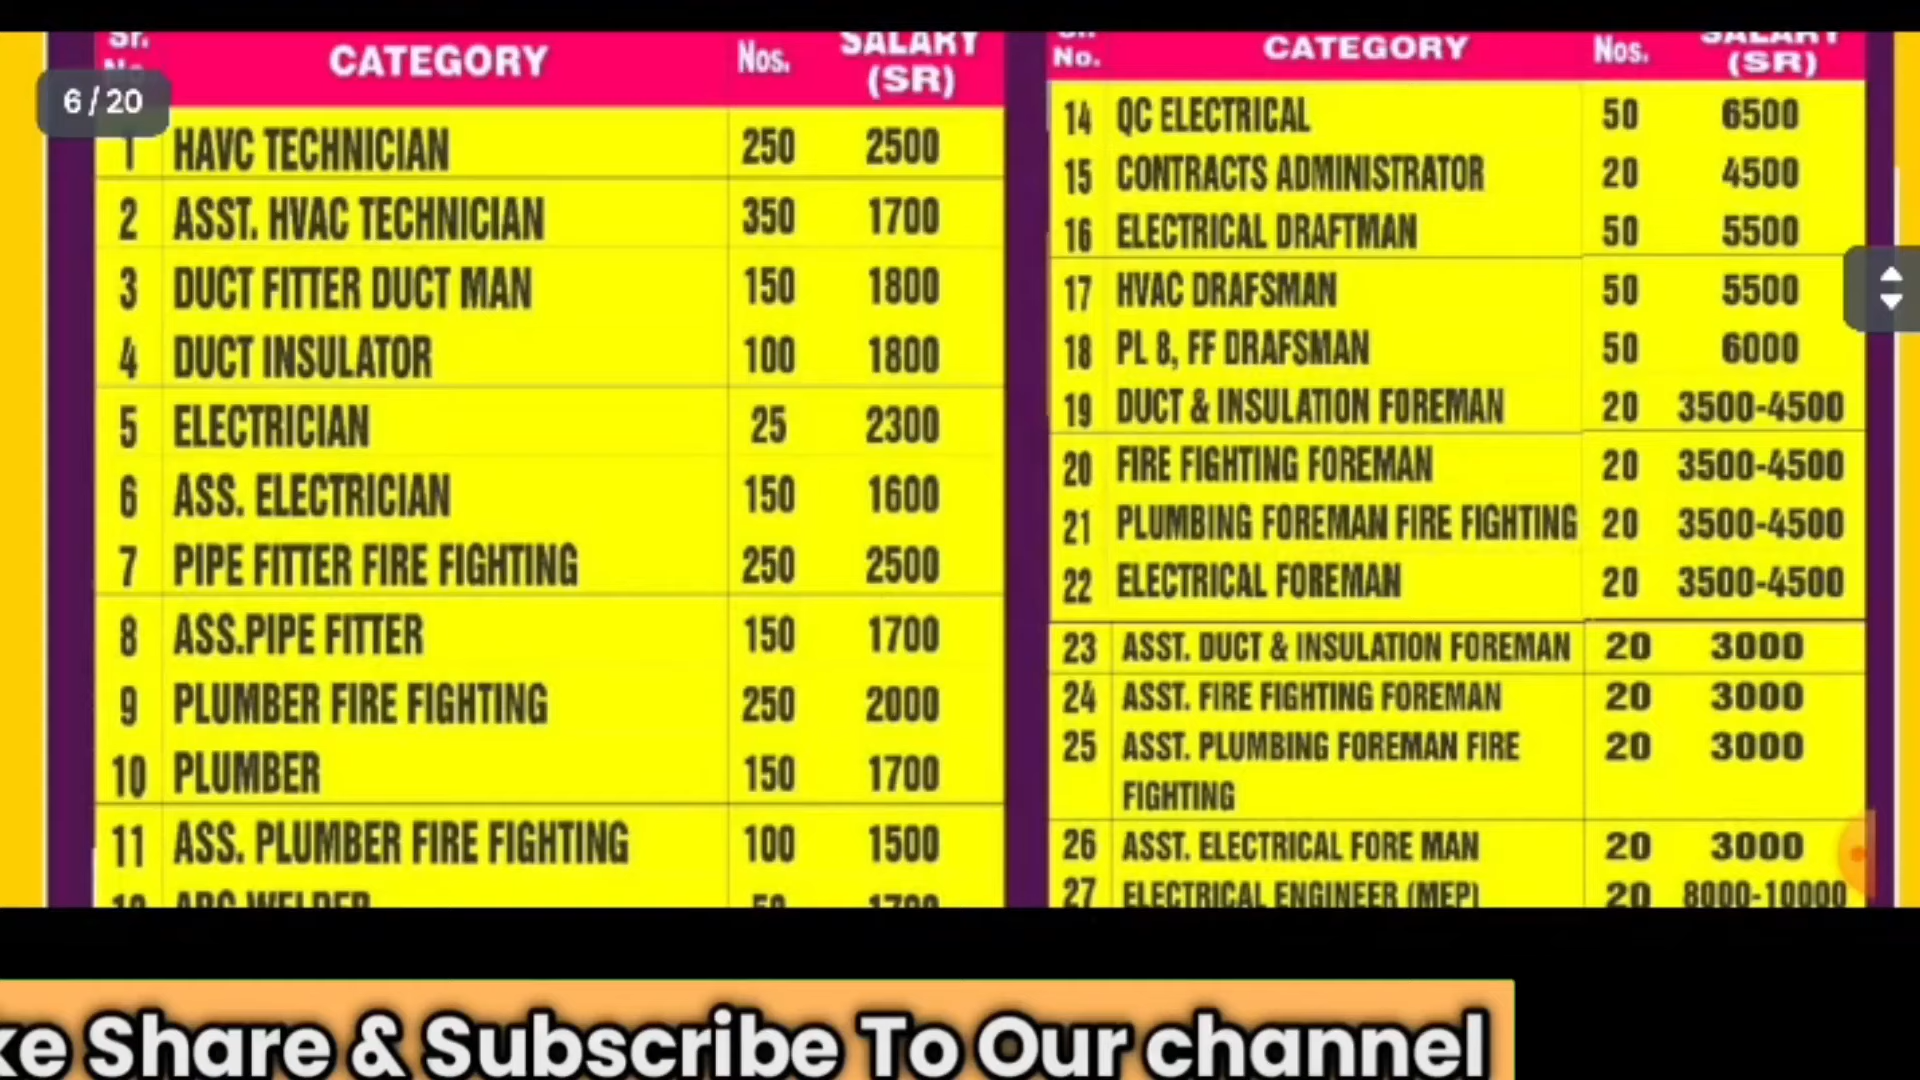 Sr. No. CATEGORY Nos. SALARY (SR)
6/20
1 HAVC TECHNICIAN 250 2500
2 ASST. HVAC TECHNICIAN 350 1700
3 DUCT FITTER DUCT MAN 150 1800
4 DUCT INSULATOR 100 1800
5 ELECTRICIAN 25 2300
6 ASS. ELECTRICIAN 150 1600
7 PIPE FITTER FIRE FIGHTING 250 2500
8 ASS.PIPE FITTER 150 1700
9 PLUMBER FIRE FIGHTING 250 2000
10 PLUMBER 150 1700
11 ASS. PLUMBER FIRE FIGHTING 100 1500
12 ARC WELDER 50 1700
Sr. No. CATEGORY Nos. SALARY (SR)
14 QC ELECTRICAL 50 6500
15 CONTRACTS ADMINISTRATOR 20 4500
16 ELECTRICAL DRAFTMAN 50 5500
17 HVAC DRAFSMAN 50 5500
18 PL 8, FF DRAFSMAN 50 6000
19 DUCT & INSULATION FOREMAN 20 3500-4500
20 FIRE FIGHTING FOREMAN 20 3500-4500
21 PLUMBING FOREMAN FIRE FIGHTING 20 3500-4500
22 ELECTRICAL FOREMAN 20 3500-4500
23 ASST. DUCT & INSULATION FOREMAN 20 3000
24 ASST. FIRE FIGHTING FOREMAN 20 3000
25 ASST. PLUMBING FOREMAN FIRE 20 3000
FIGHTING
26 ASST. ELECTRICAL FORE MAN 20 3000
27 ELECTRICAL ENGINEER (MEP) 20 8000-10000
ke Share & Subscribe To Our channel